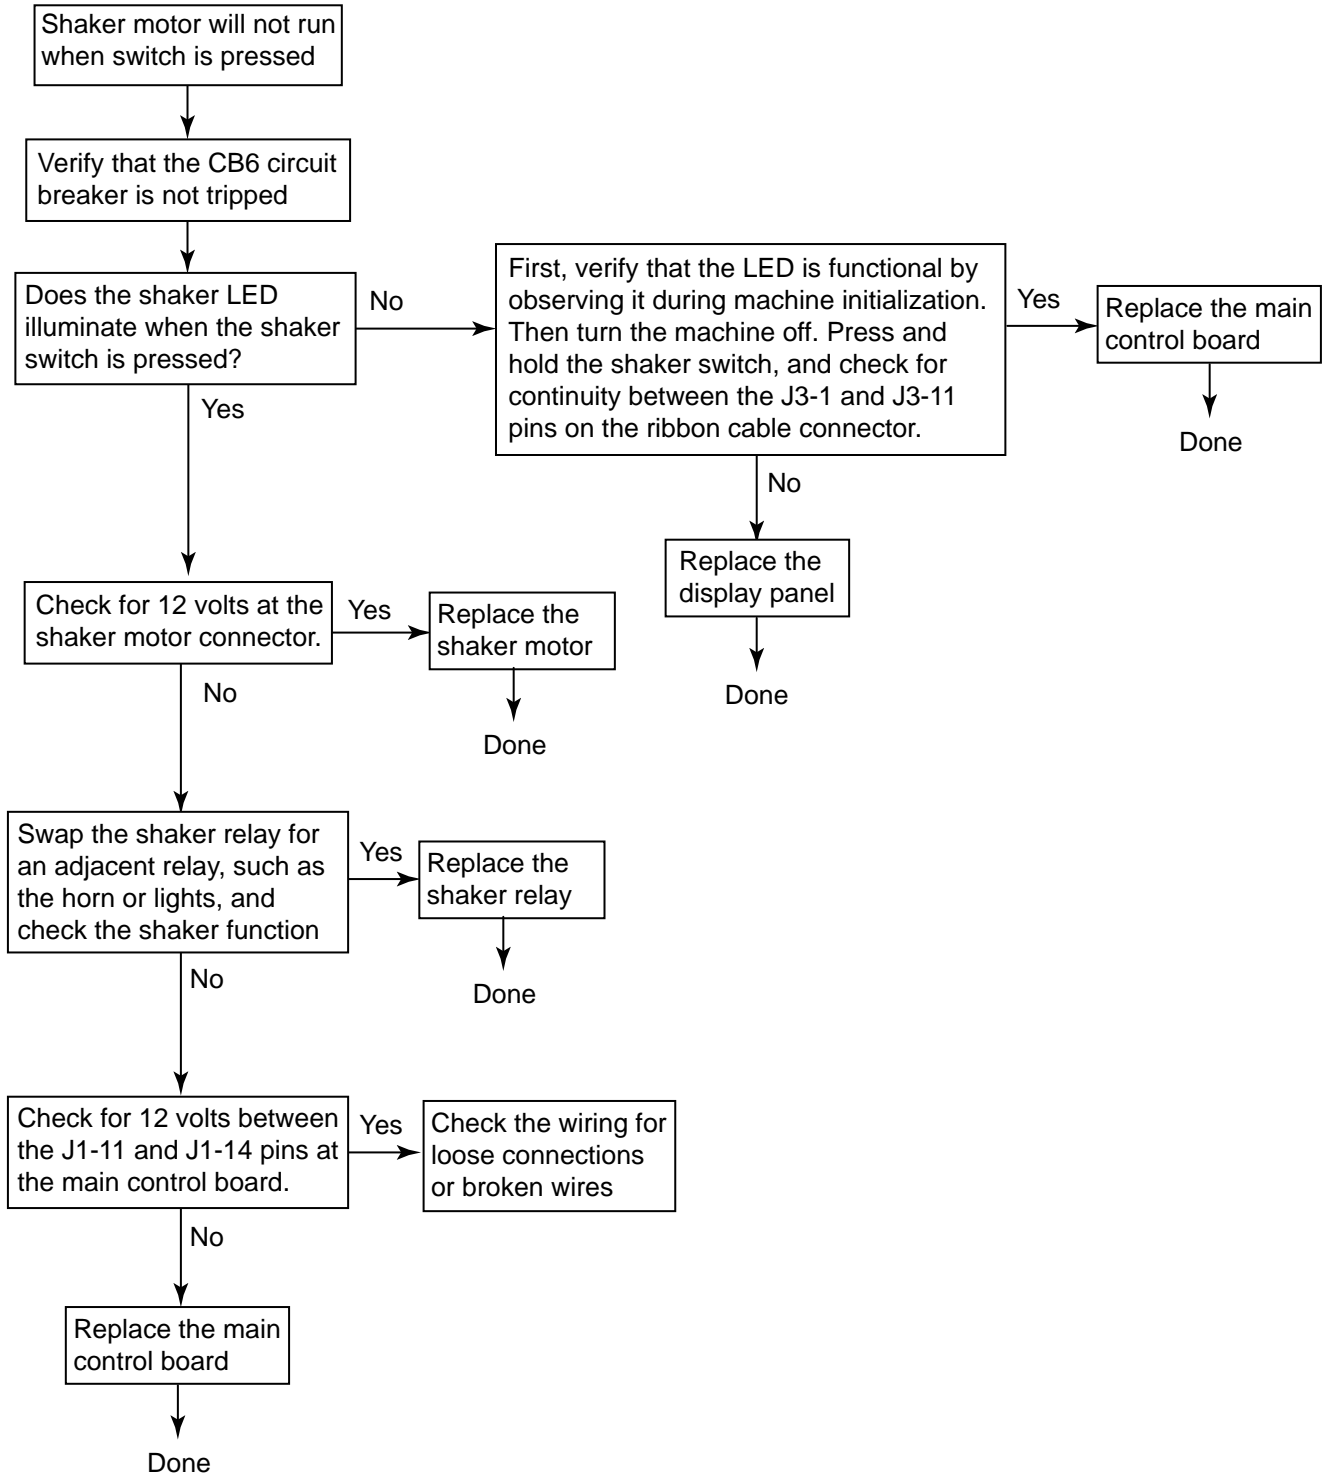 Shaker motor will not run
when switch is pressed
Verify that the CB6 circuit
breaker is not tripped
Does the shaker LED
illuminate when the shaker
switch is pressed?
No
First, verify that the LED is functional by
observing it during machine initialization.
Then turn the machine off. Press and
hold the shaker switch, and check for
continuity between the J3-1 and J3-11
pins on the ribbon cable connector.
Yes
Replace the main
control board
Done
No
Replace the
display panel
Done
Yes
Check for 12 volts at the
shaker motor connector.
Yes
Replace the
shaker motor
Done
No
Swap the shaker relay for
an adjacent relay, such as
the horn or lights, and
check the shaker function
Yes
Replace the
shaker relay
Done
No
Check for 12 volts between
the J1-11 and J1-14 pins at
the main control board.
Yes
Check the wiring for
loose connections
or broken wires
No
Replace the main
control board
Done